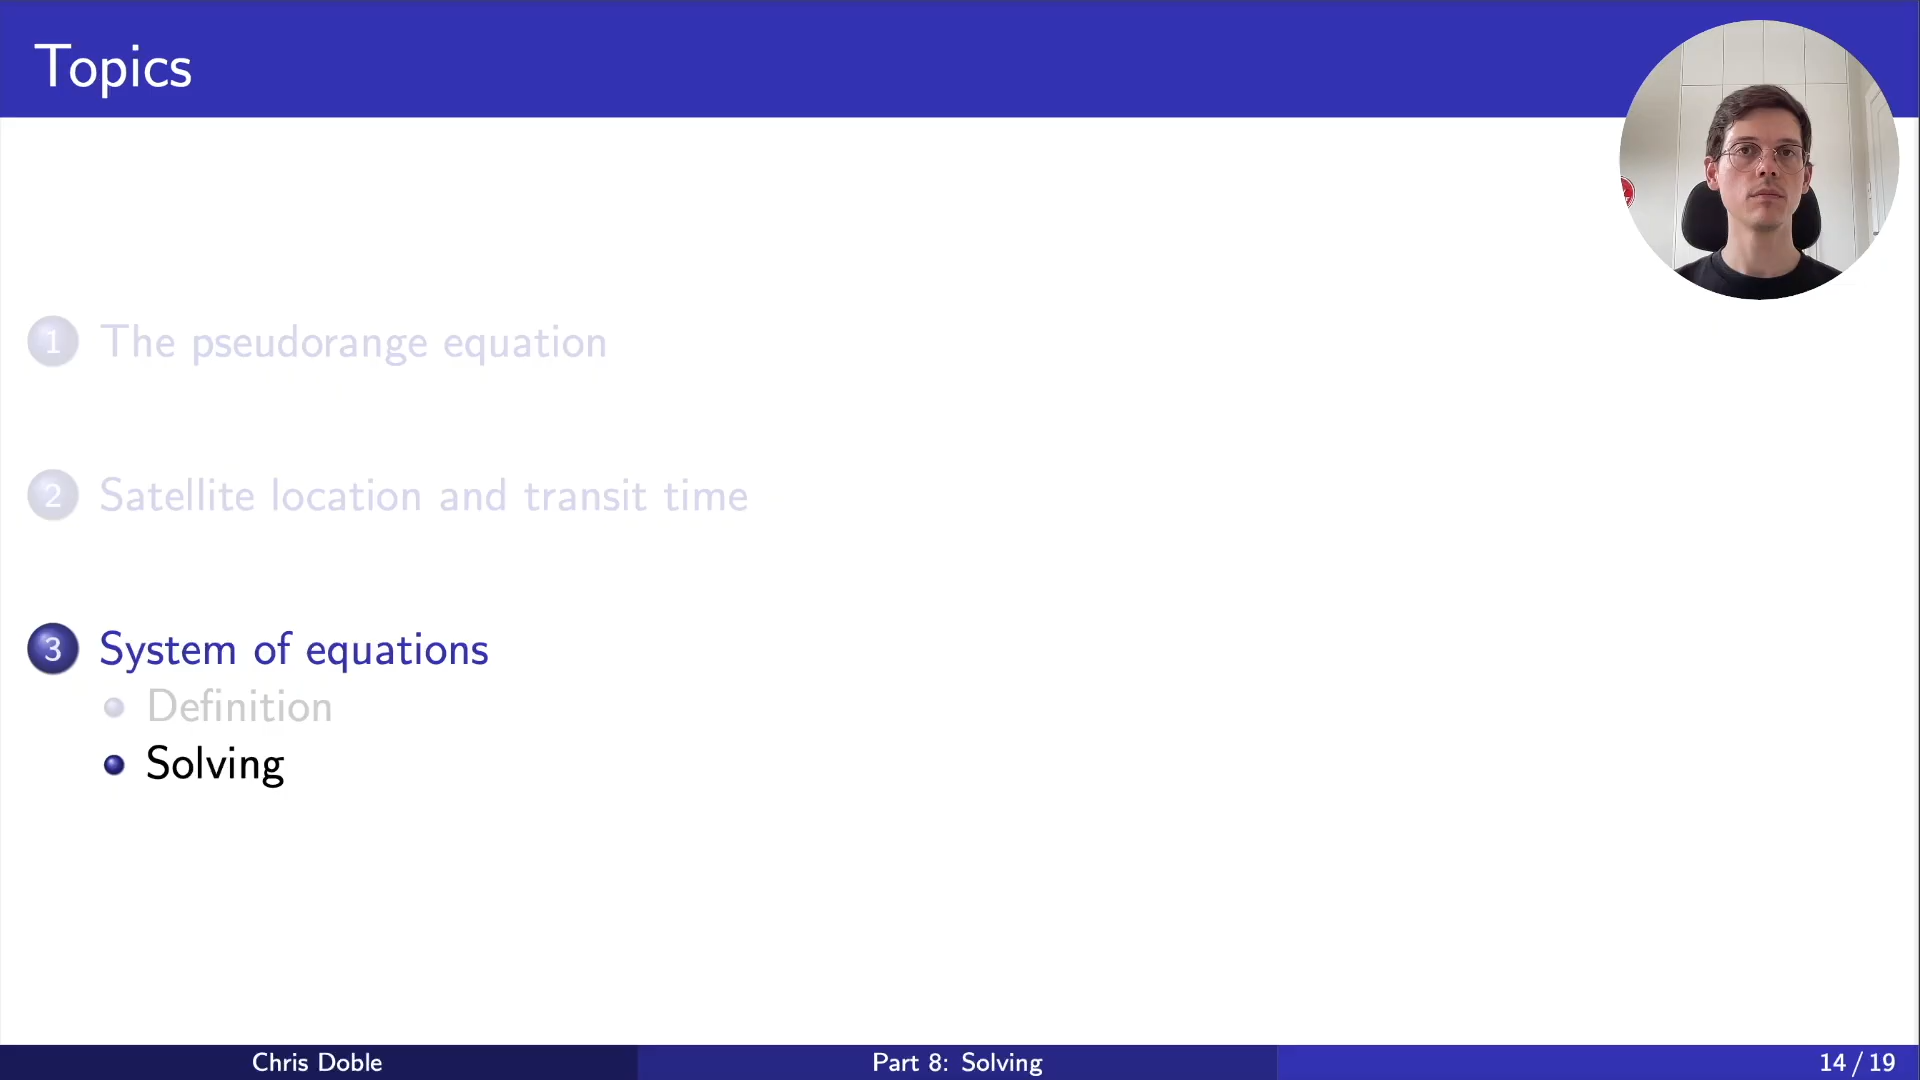 Topics
1 The pseudorange equation
2 Satellite location and transit time
3 System of equations
Definition
Solving
Chris Doble
Part 8: Solving
14 / 19